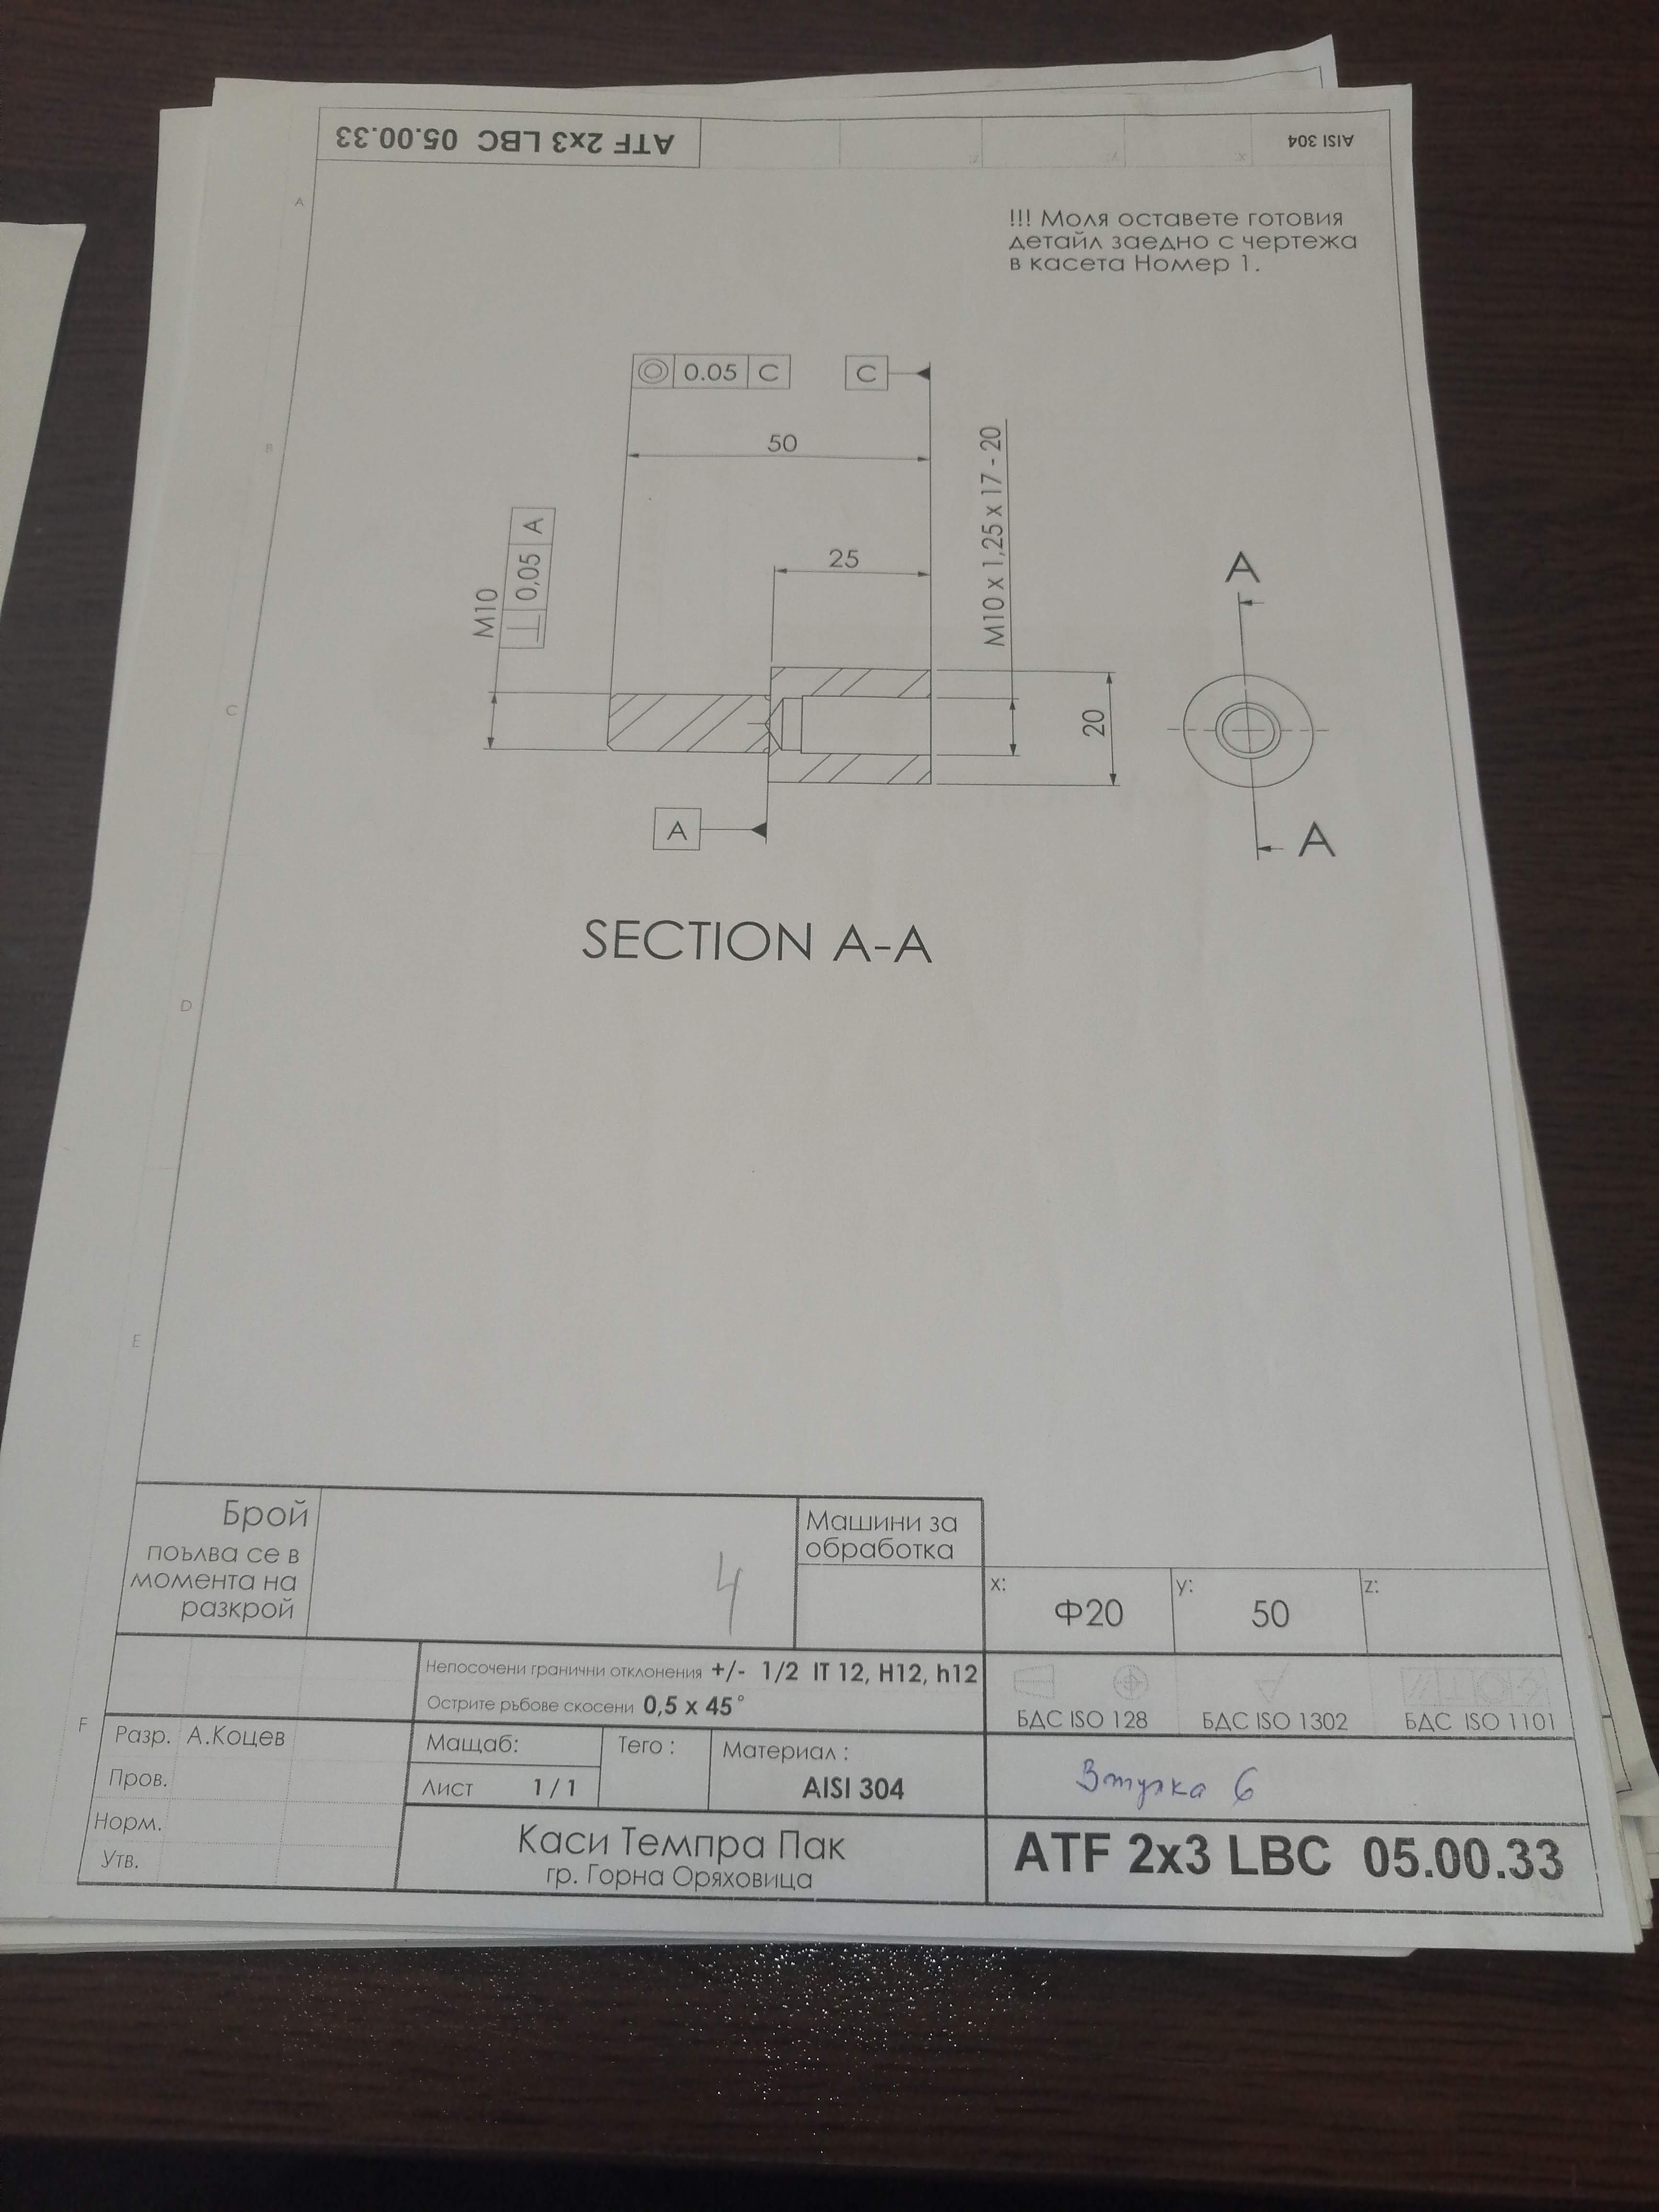 ATF 2x3 LBC 05.00.33
AISI 304
!!! Моля оставете готовия
детайл заедно с чертежа
в касета Номер 1.
A
B
C
D
E
F
0.05 C
C
50
25
M10
0,05 A
M10 x 1,25 x 17 - 20
20
A
A
A
SECTION A-A
Брой
поълва се в
момента на
разкрой
4
Машини за
обработка
x: Ф20
y: 50
z:
Непосочени гранични отклонения +/- 1/2 IT 12, H12, h12
Острите ръбове скосени 0,5 x 45°
БДС ISO 128
БДС ISO 1302
БДС ISO 1101
Разр. А.Коцев
Пров.
Норм.
Утв.
Мащаб:
Лист 1 / 1
Тего :
Материал :
AISI 304
Втулка 6
Каси Темпра Пак
гр. Горна Оряховица
ATF 2x3 LBC 05.00.33